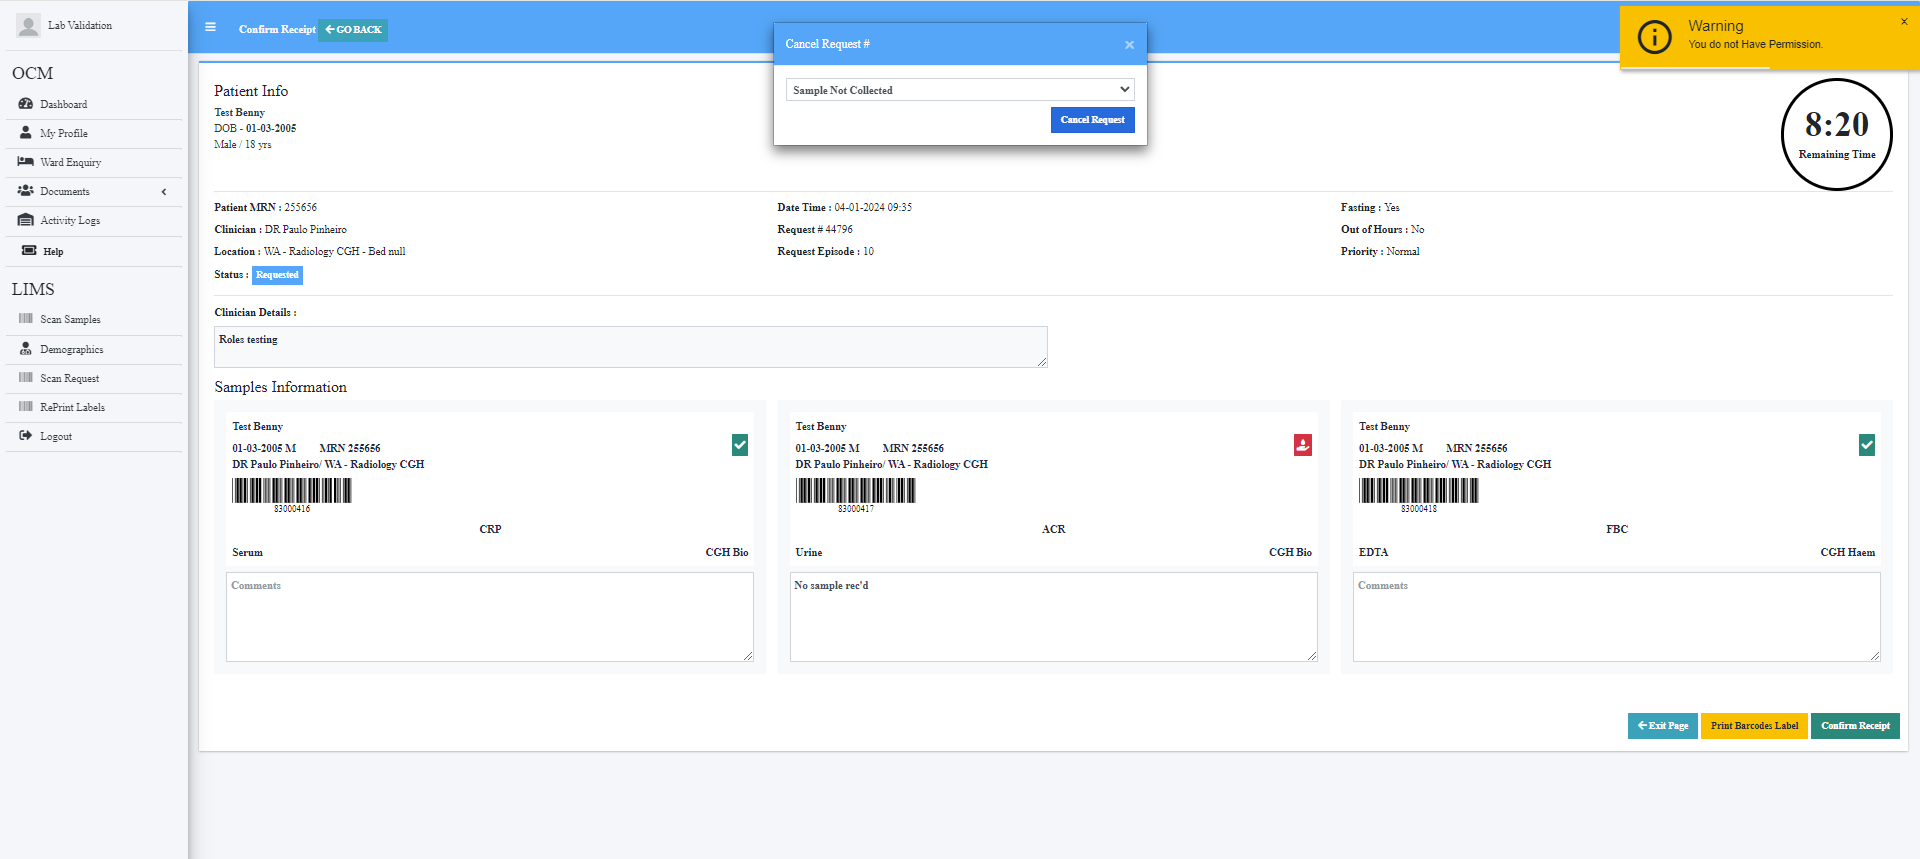 Lab Validation
OCM
Dashboard
My Profile
Ward Enquiry
Documents
Activity Logs
Help
LIMS
Scan Samples
Demographics
Scan Request
RePrint Labels
Logout
Confirm Receipt GO BACK
Cancel Request # ×
Sample Not Collected
Cancel Request
Warning ×
You do not Have Permission.
8:20
Remaining Time
Patient Info
Test Benny
DOB - 01-03-2005
Male / 18 yrs
Patient MRN : 255656
Clinician : DR Paulo Pinheiro
Location : WA - Radiology CGH - Bed null
Status : Requested
Date Time : 04-01-2024 09:35
Request # 44796
Request Episode : 10
Fasting : Yes
Out of Hours : No
Priority : Normal
Clinician Details :
Roles testing
Samples Information
Test Benny
01-03-2005 M MRN 255656
DR Paulo Pinheiro/ WA - Radiology CGH
83000416
CRP
Serum CGH Bio
Comments
Test Benny
01-03-2005 M MRN 255656
DR Paulo Pinheiro/ WA - Radiology CGH
83000417
ACR
Urine CGH Bio
No sample rec'd
Test Benny
01-03-2005 M MRN 255656
DR Paulo Pinheiro/ WA - Radiology CGH
83000418
FBC
EDTA CGH Haem
Comments
Exit Page
Print Barcodes Label
Confirm Receipt